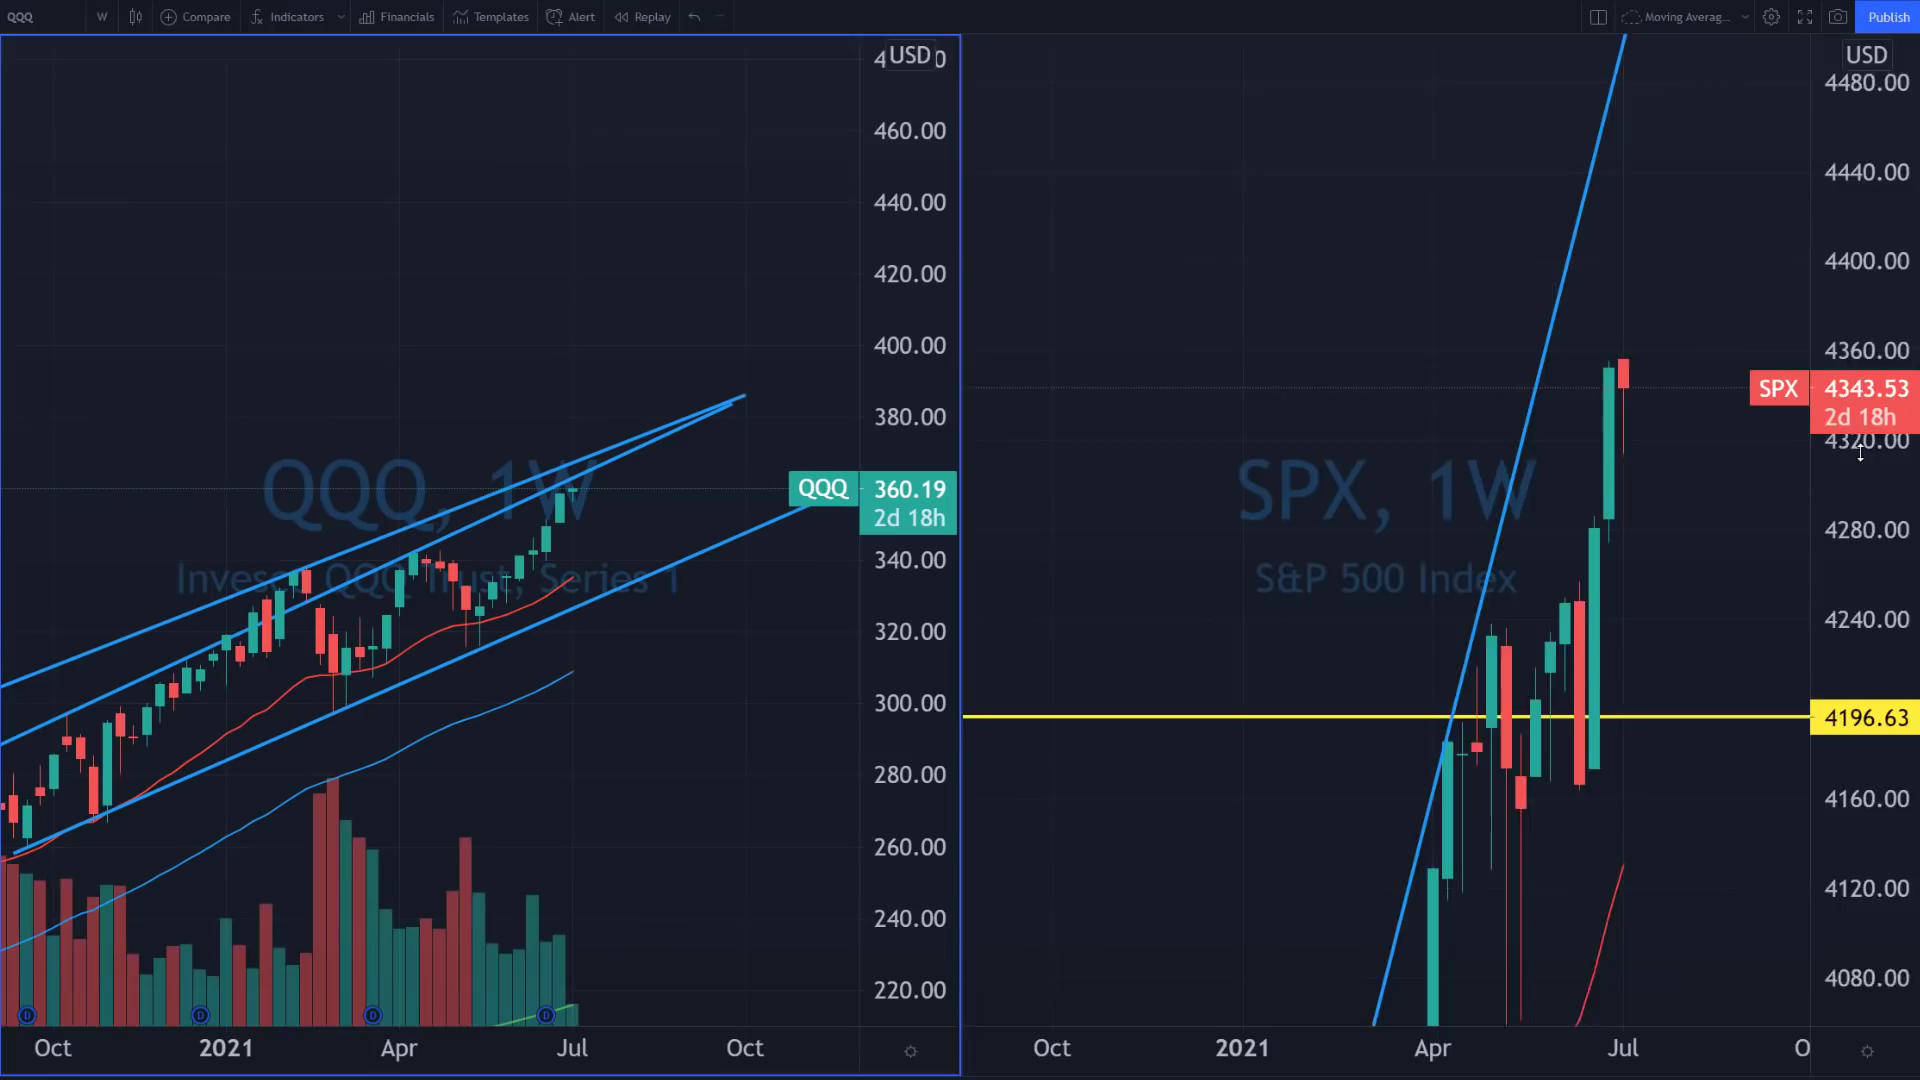 QQQ W Compare Indicators Financials Templates Alert Replay Moving Averag... Publish
USD
460.00
440.00
420.00
400.00
380.00
QQQ 360.19
2d 18h
340.00
320.00
300.00
280.00
260.00
240.00
220.00
QQQ, 1W
Invesco QQQ Trust, Series 1
D D D D
Oct 2021 Apr Jul Oct
USD
4480.00
4440.00
4400.00
4360.00
SPX 4343.53
2d 18h
4320.00
4280.00
4240.00
4196.63
4160.00
4120.00
4080.00
SPX, 1W
S&P 500 Index
Oct 2021 Apr Jul O